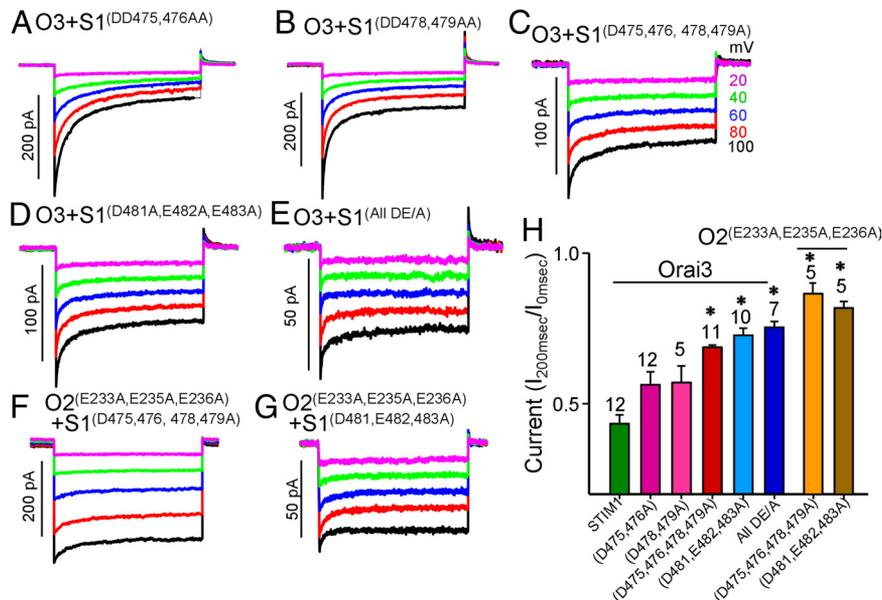 A O3+S1(DD475,476AA)
200 pA
B O3+S1(DD478,479AA)
200 pA
C O3+S1(D475,476, 478,479A)
mV
20
40
60
80
100
100 pA
D O3+S1(D481A,E482A,E483A)
100 pA
E O3+S1(All DE/A)
50 pA
F O2(E233A,E235A,E236A)
+S1(D475,476, 478,479A)
200 pA
G O2(E233A,E235A,E236A)
+S1(D481,E482,483A)
50 pA
H
O2(E233A,E235A,E236A)
Orai3
Current (I200msec/I0msec)
1.0
0.5
12
12
5
* 11
* 10
* 7
* 5
* 5
STIM1
(D475,476A)
(D478,479A)
(D475,476,478,479A)
(D481,E482,483A)
All DE/A
(D475,476,478,479A)
(D481,E482,483A)